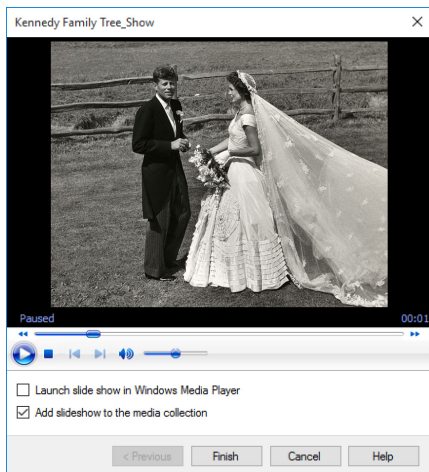 Kennedy Family Tree_Show
Paused 00:01
Launch slide show in Windows Media Player
Add slideshow to the media collection
< Previous Finish Cancel Help